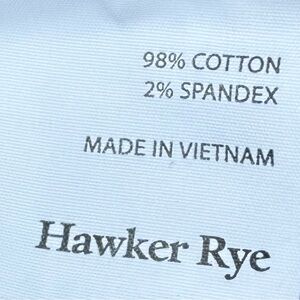 98% COTTON
2% SPANDEX
MADE IN VIETNAM
Hawker Rye